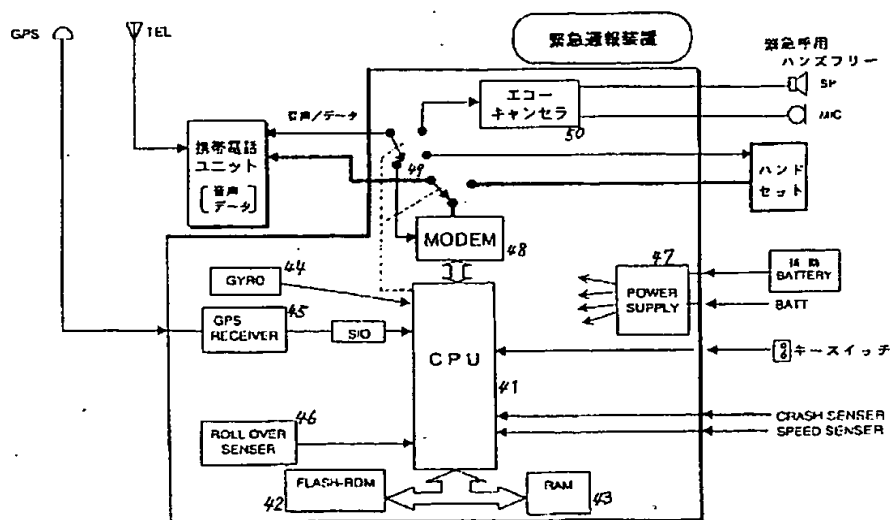 GPS
TEL
緊急通報装置
緊急呼用
ハンズフリー
SP
MIC
エコー
キャンセラ
50
音声/データ
携帯電話
ユニット
音声
データ
49
ハンド
セット
MODEM
48
44
GYRO
45
GPS
RECEIVER
SIO
CPU
41
47
POWER
SUPPLY
BATTERY
BATT
キースイッチ
46
ROLL OVER
SENSER
CRASH SENSER
SPEED SENSER
FLASH-ROM
42
RAM
43